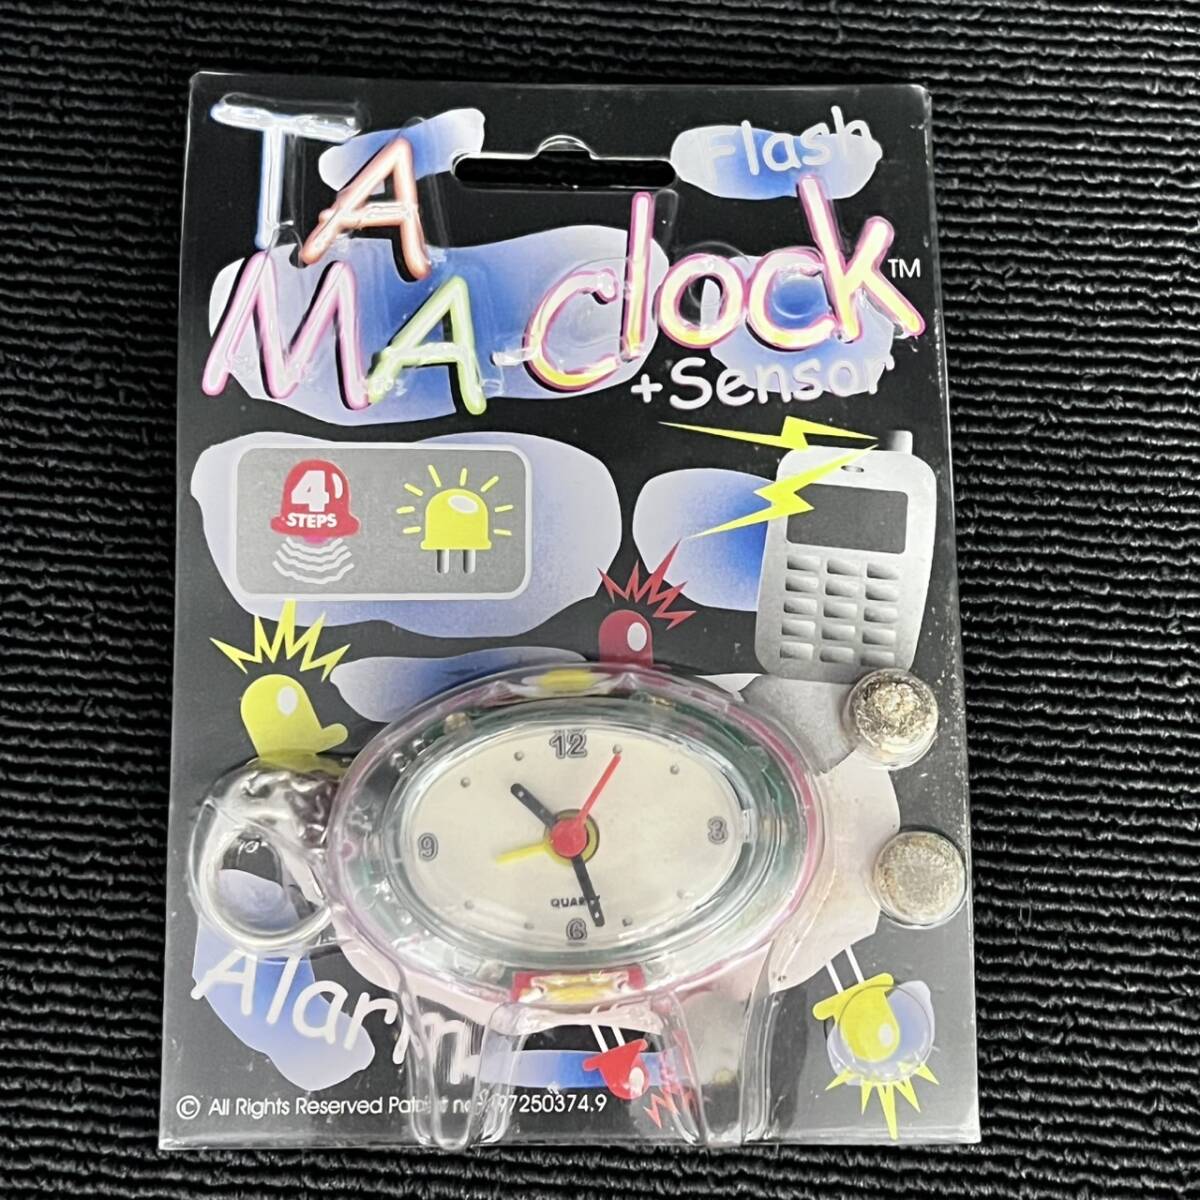 TA
Flash
MA-Clock™
+Sensor
4
STEPS
12
9
3
QUARTZ
6
Alarm
© All Rights Reserved Patent no: 97250374.9